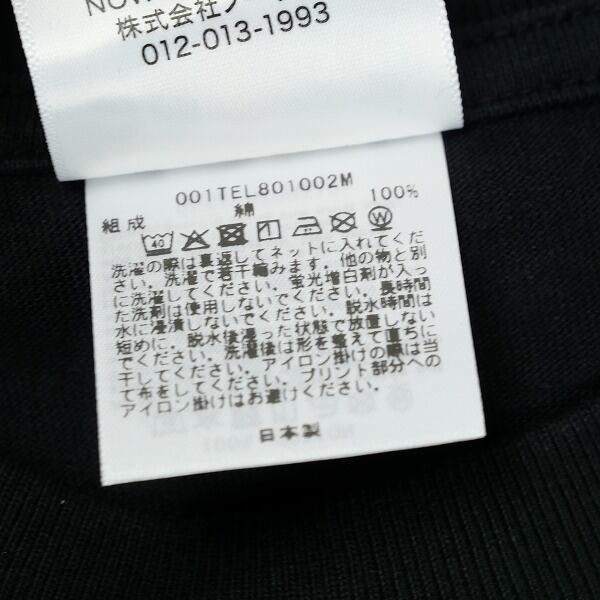 NOW
株式会社ノー
012-013-1993
001TEL801002M
組成 綿 100%
40
洗濯の際は裏返してネットに入れてくだ
さい。洗濯で若干縮みます。他の物と別
に洗濯してください。蛍光増白剤が入っ
た洗剤は使用しないでください。長時間
水に浸漬しないでください。脱水時間は
短めに。脱水後湿った状態で放置しない
でください。洗濯後は形を整えて直ちに
干してください。アイロン掛けの際は当
て布をしてください。プリント部分への
アイロン掛けはお避けください。
日本製